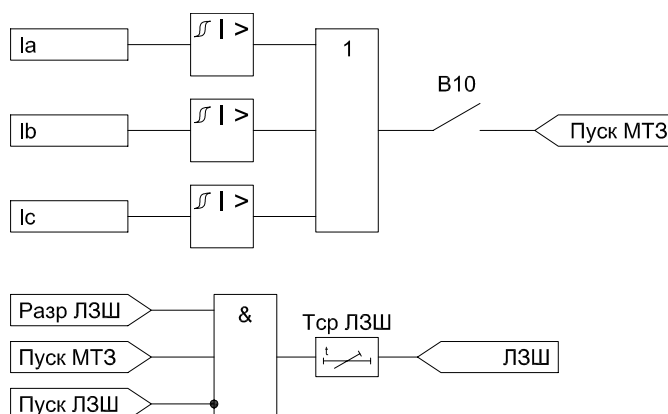 Ia
I >
1
B10
Ib
I >
Пуск МТЗ
Ic
I >
Разр ЛЗШ
&
Тср ЛЗШ
Пуск МТЗ
t
ЛЗШ
Пуск ЛЗШ